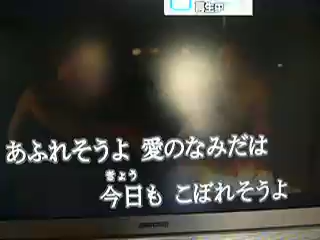 再生中
あふれそうよ 愛のなみだは
きょう
今日も こぼれそうよ